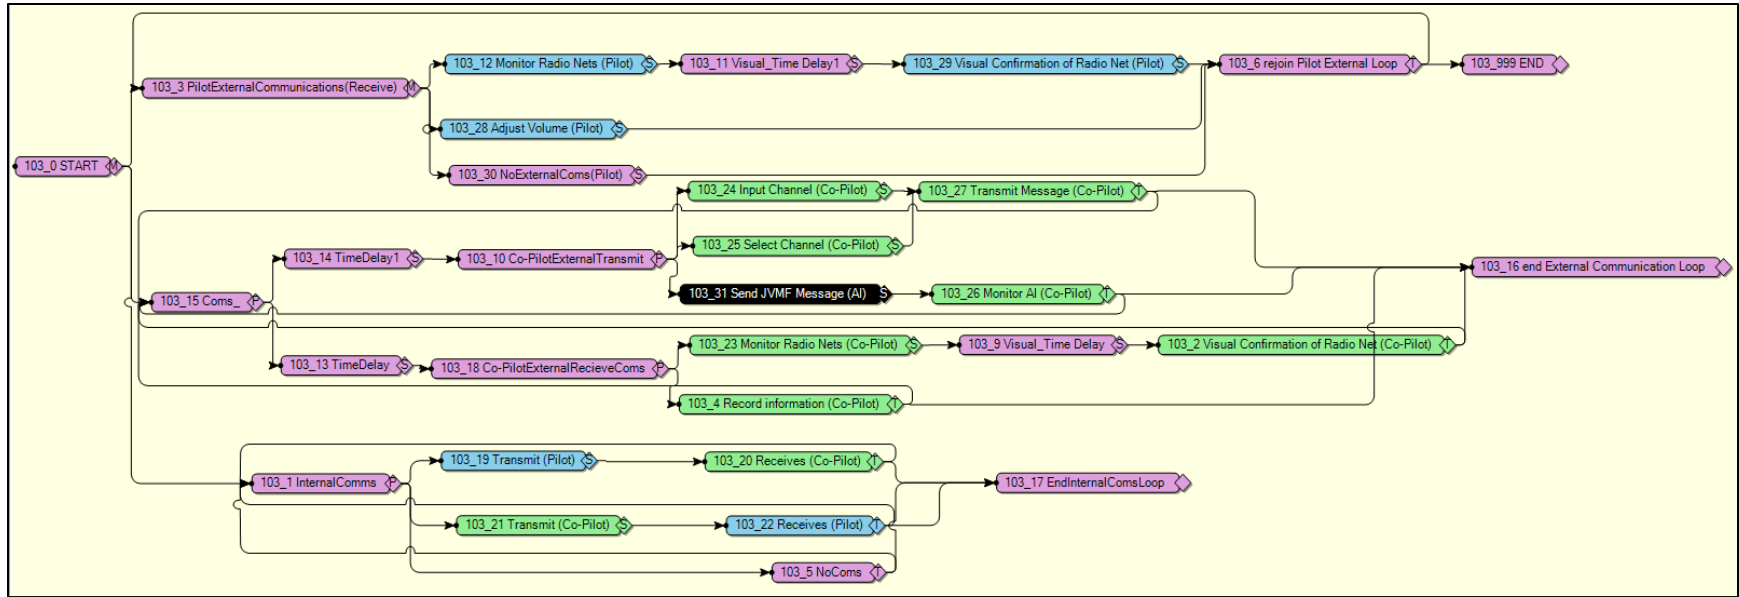 103_12 Monitor Radio Nets (Pilot) S
103_11 Visual_Time Delay1 S
103_29 Visual Confirmation of Radio Net (Pilot) S
103_6 rejoin Pilot External Loop T
103_999 END
103_3 PilotExternalCommunications(Receive) M
103_28 Adjust Volume (Pilot) S
103_0 START M
103_30 NoExternalComs(Pilot) S
103_24 Input Channel (Co-Pilot) S
103_27 Transmit Message (Co-Pilot) T
103_25 Select Channel (Co-Pilot) S
103_14 TimeDelay1 S
103_10 Co-PilotExternalTransmit P
103_16 end External Communication Loop
103_31 Send JVMF Message (AI) S
103_26 Monitor AI (Co-Pilot) T
103_15 Coms_ P
103_23 Monitor Radio Nets (Co-Pilot) S
103_9 Visual_Time Delay S
103_2 Visual Confirmation of Radio Net (Co-Pilot) T
103_13 TimeDelay S
103_18 Co-PilotExternalRecieveComs P
103_4 Record information (Co-Pilot) T
103_19 Transmit (Pilot) S
103_20 Receives (Co-Pilot) T
103_1 InternalComms P
103_17 EndInternalComsLoop
103_21 Transmit (Co-Pilot) S
103_22 Receives (Pilot) T
103_5 NoComs T